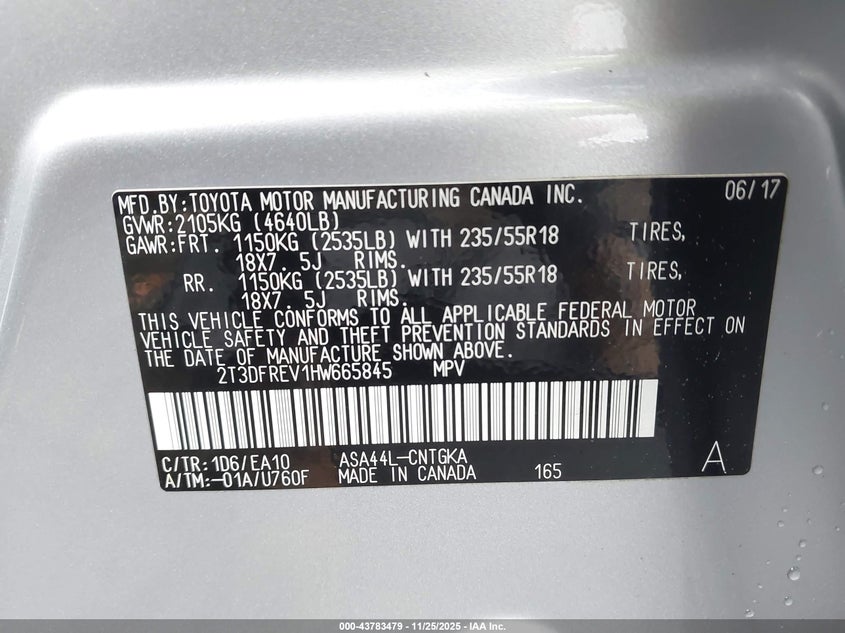 MFD.BY:TOYOTA MOTOR MANUFACTURING CANADA INC. 06/17
GVWR:2105KG (4640LB)
GAWR:FRT. 1150KG (2535LB) WITH 235/55R18 TIRES,
18X7. 5J RIMS.
RR. 1150KG (2535LB) WITH 235/55R18 TIRES,
18X7. 5J RIMS.
THIS VEHICLE CONFORMS TO ALL APPLICABLE FEDERAL MOTOR
VEHICLE SAFETY AND THEFT PREVENTION STANDARDS IN EFFECT ON
THE DATE OF MANUFACTURE SHOWN ABOVE.
2T3DFREV1HW665845 MPV
C/TR:1D6/EA10 ASA44L-CNTGKA
A/TM:-01A/U760F MADE IN CANADA 165 A
000-43783479 - 11/25/2025 - IAA Inc.